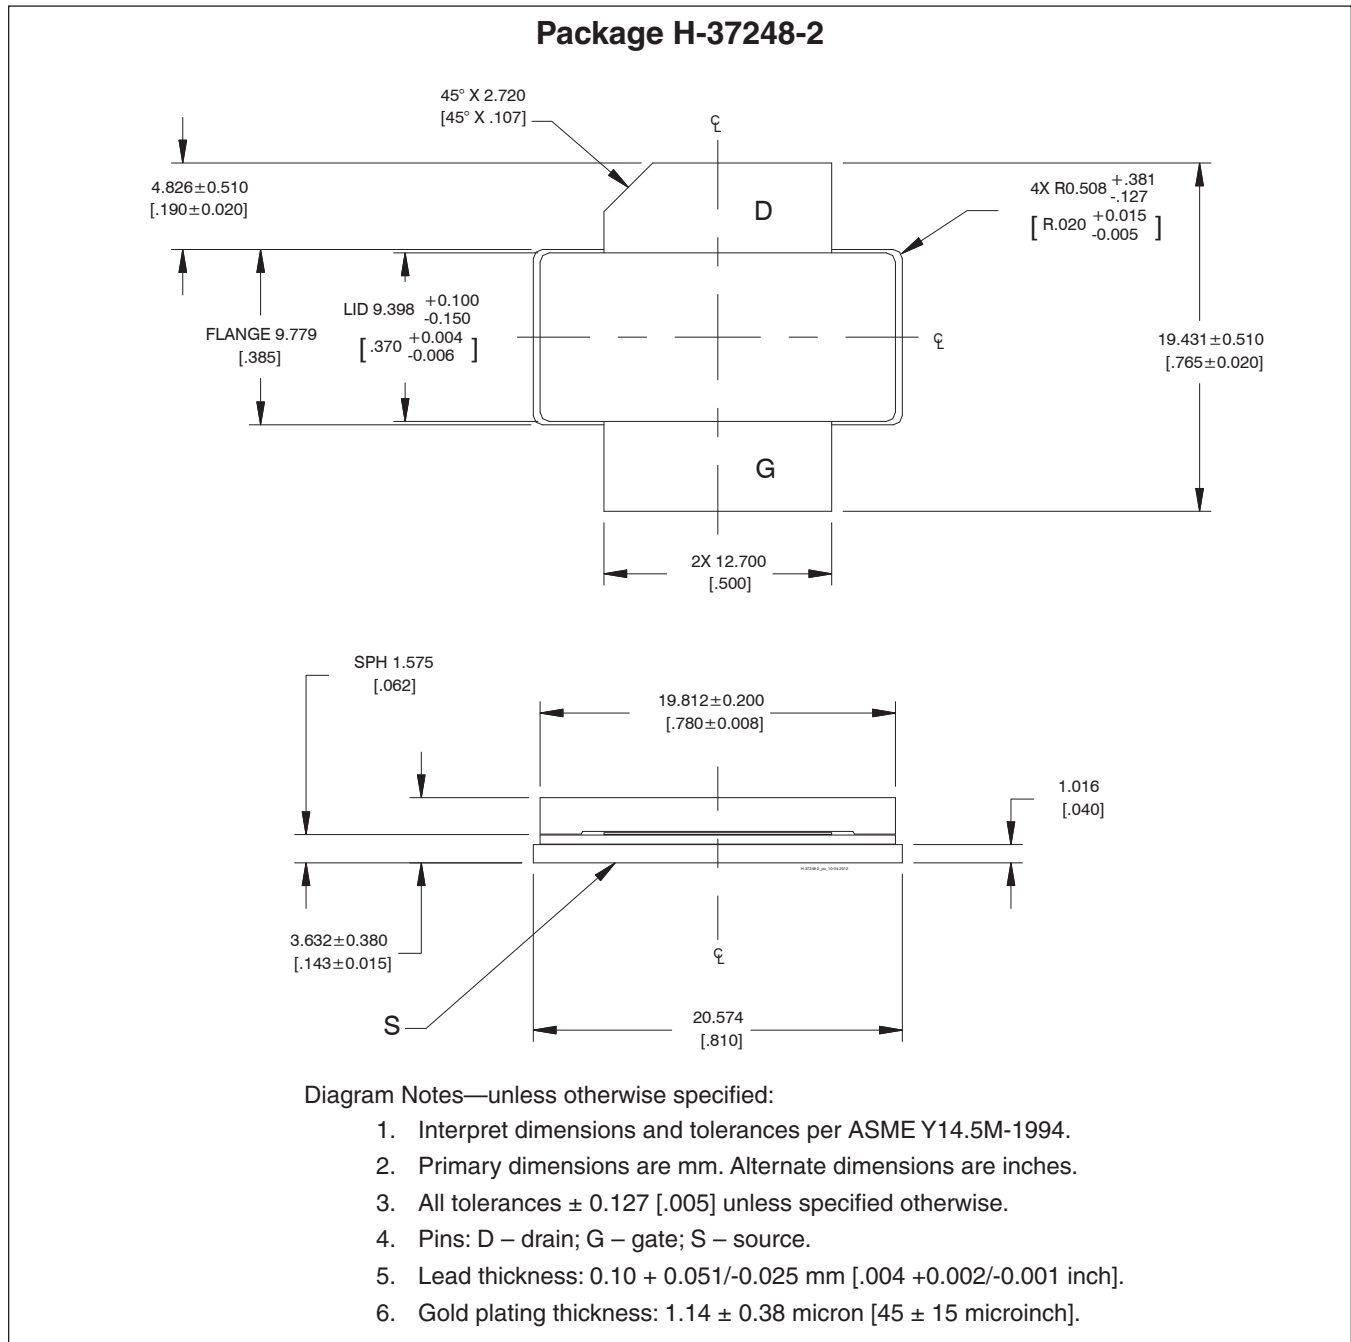 Package H-37248-2
45° X 2.720
[45° X .107]
℄
4.826±0.510
[.190±0.020]
D
4X R0.508 +.381
-.127
[ R.020 +0.015
-0.005 ]
LID 9.398 +0.100
-0.150
[ .370 +0.004
-0.006 ]
FLANGE 9.779
[.385]
℄
19.431±0.510
[.765±0.020]
G
2X 12.700
[.500]
SPH 1.575
[.062]
19.812±0.200
[.780±0.008]
1.016
[.040]
3.632±0.380
[.143±0.015]
℄
S
20.574
[.810]
Diagram Notes—unless otherwise specified:
1. Interpret dimensions and tolerances per ASME Y14.5M-1994.
2. Primary dimensions are mm. Alternate dimensions are inches.
3. All tolerances ± 0.127 [.005] unless specified otherwise.
4. Pins: D – drain; G – gate; S – source.
5. Lead thickness: 0.10 + 0.051/-0.025 mm [.004 +0.002/-0.001 inch].
6. Gold plating thickness: 1.14 ± 0.38 micron [45 ± 15 microinch].